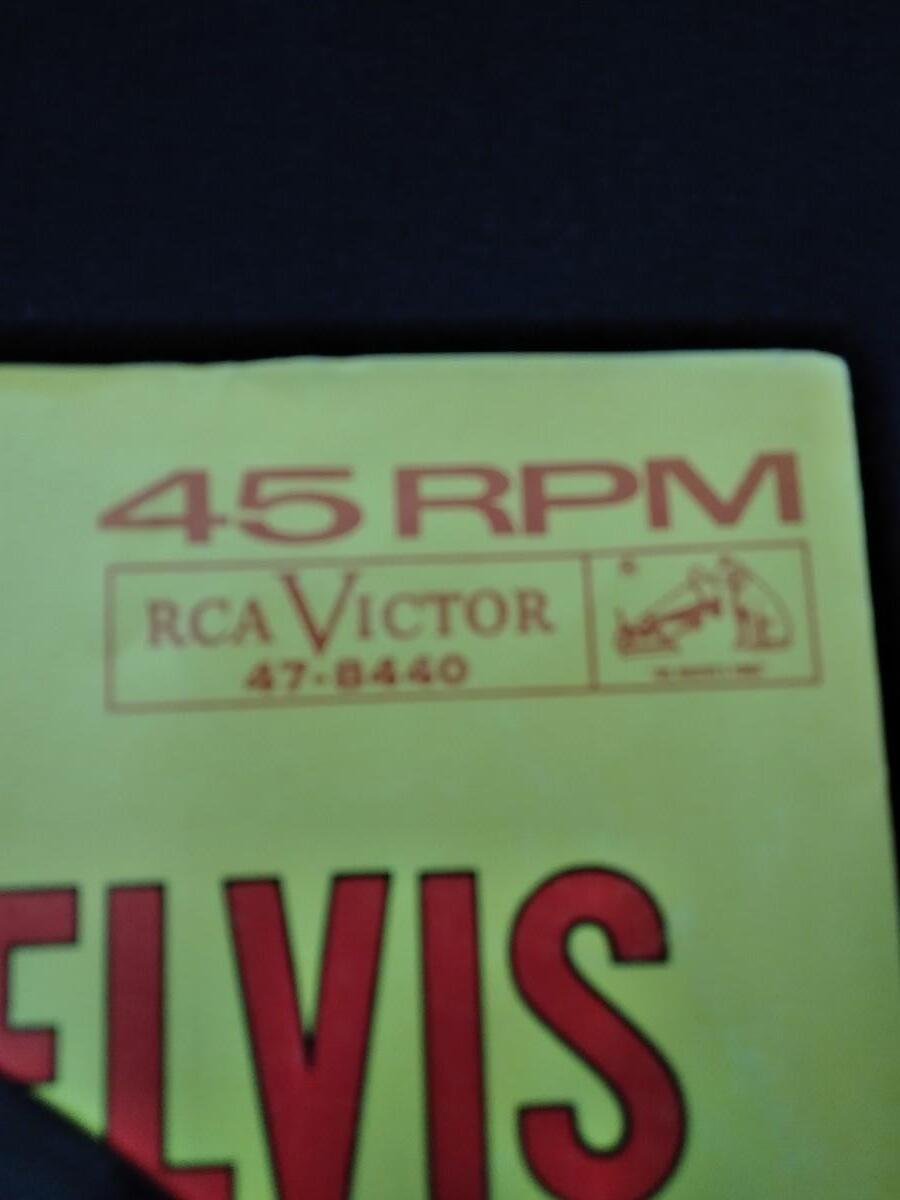 45 RPM
RCA VICTOR
47-8440
ELVIS